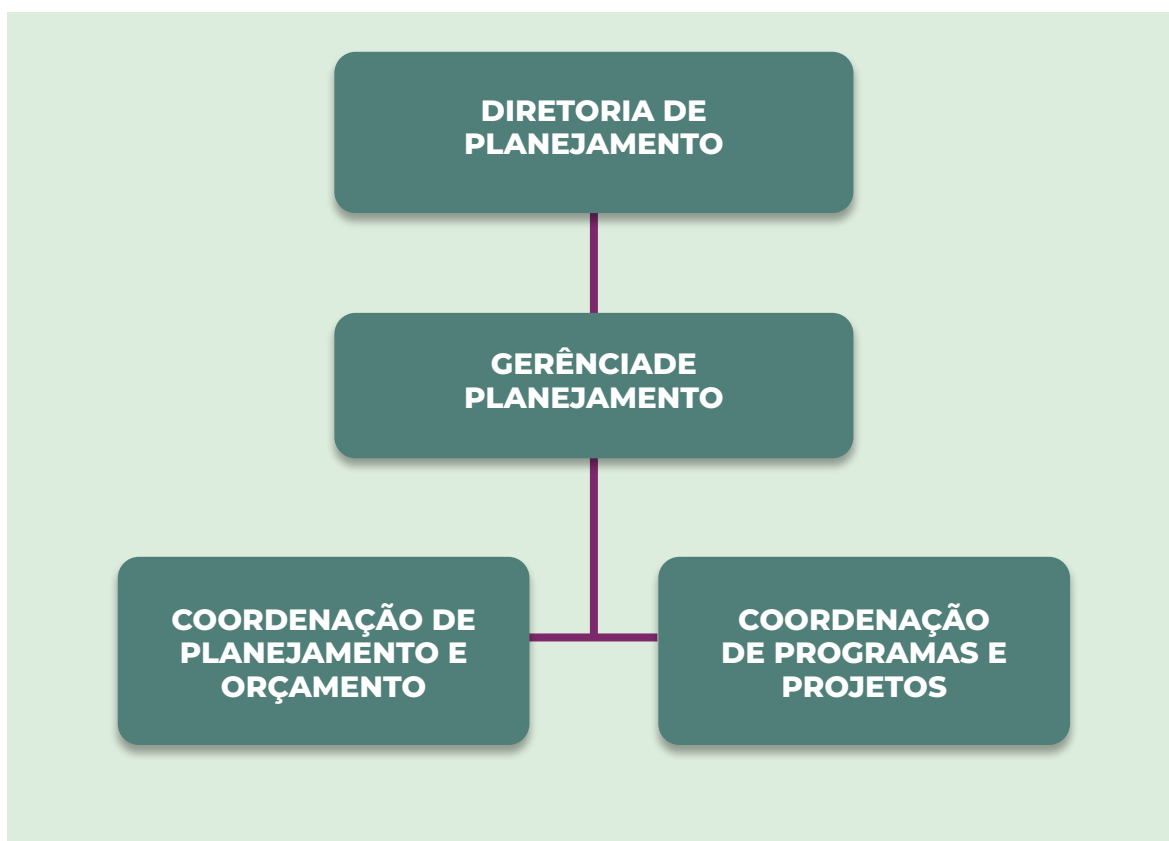 DIRETORIA DE
PLANEJAMENTO
GERÊNCIADE
PLANEJAMENTO
COORDENAÇÃO DE
PLANEJAMENTO E
ORÇAMENTO
COORDENAÇÃO
DE PROGRAMAS E
PROJETOS